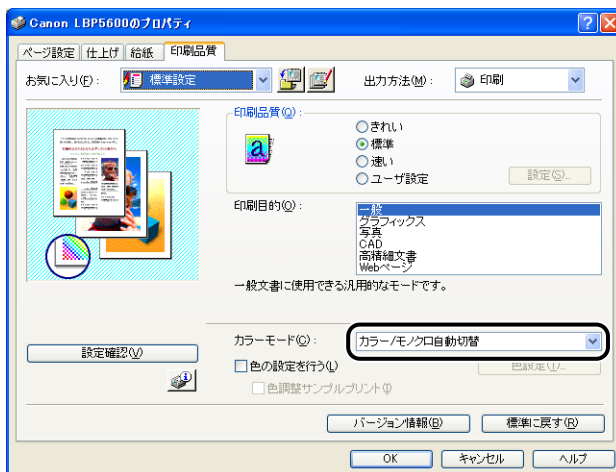 Canon LBP5600のプロパティ
ページ設定 仕上げ 給紙 印刷品質
お気に入り(F): 標準設定 出力方法(M): 印刷
印刷品質(Q):
きれい
標準
速い
ユーザ設定 設定(S)...
印刷目的(O):
一般
グラフィックス
写真
CAD
高精細文書
Webページ
一般文書に使用できる汎用的なモードです。
カラーモード(C): カラー/モノクロ自動切替
設定確認(V)
色の設定を行う(L) 色設定(T)...
色調整サンプルプリント(I)
バージョン情報(B) 標準に戻す(R)
OK キャンセル ヘルプ